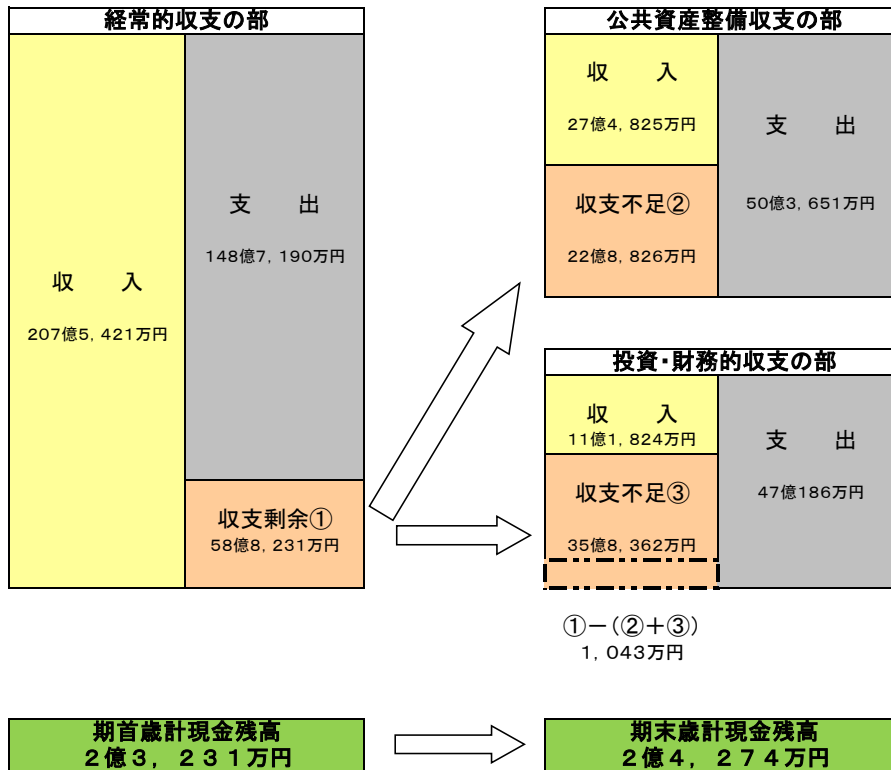 経常的収支の部
収　入
207億5, 421万円
支　出
148億7, 190万円
収支剰余①
58億8, 231万円
公共資産整備収支の部
収　入
27億4, 825万円
収支不足②
22億8, 826万円
支　出
50億3, 651万円
投資・財務的収支の部
収　入
11億1, 824万円
収支不足③
35億8, 362万円
支　出
47億186万円
①－(②＋③)
1, 043万円
期首歳計現金残高
２億３，２３１万円
期末歳計現金残高
２億４，２７４万円